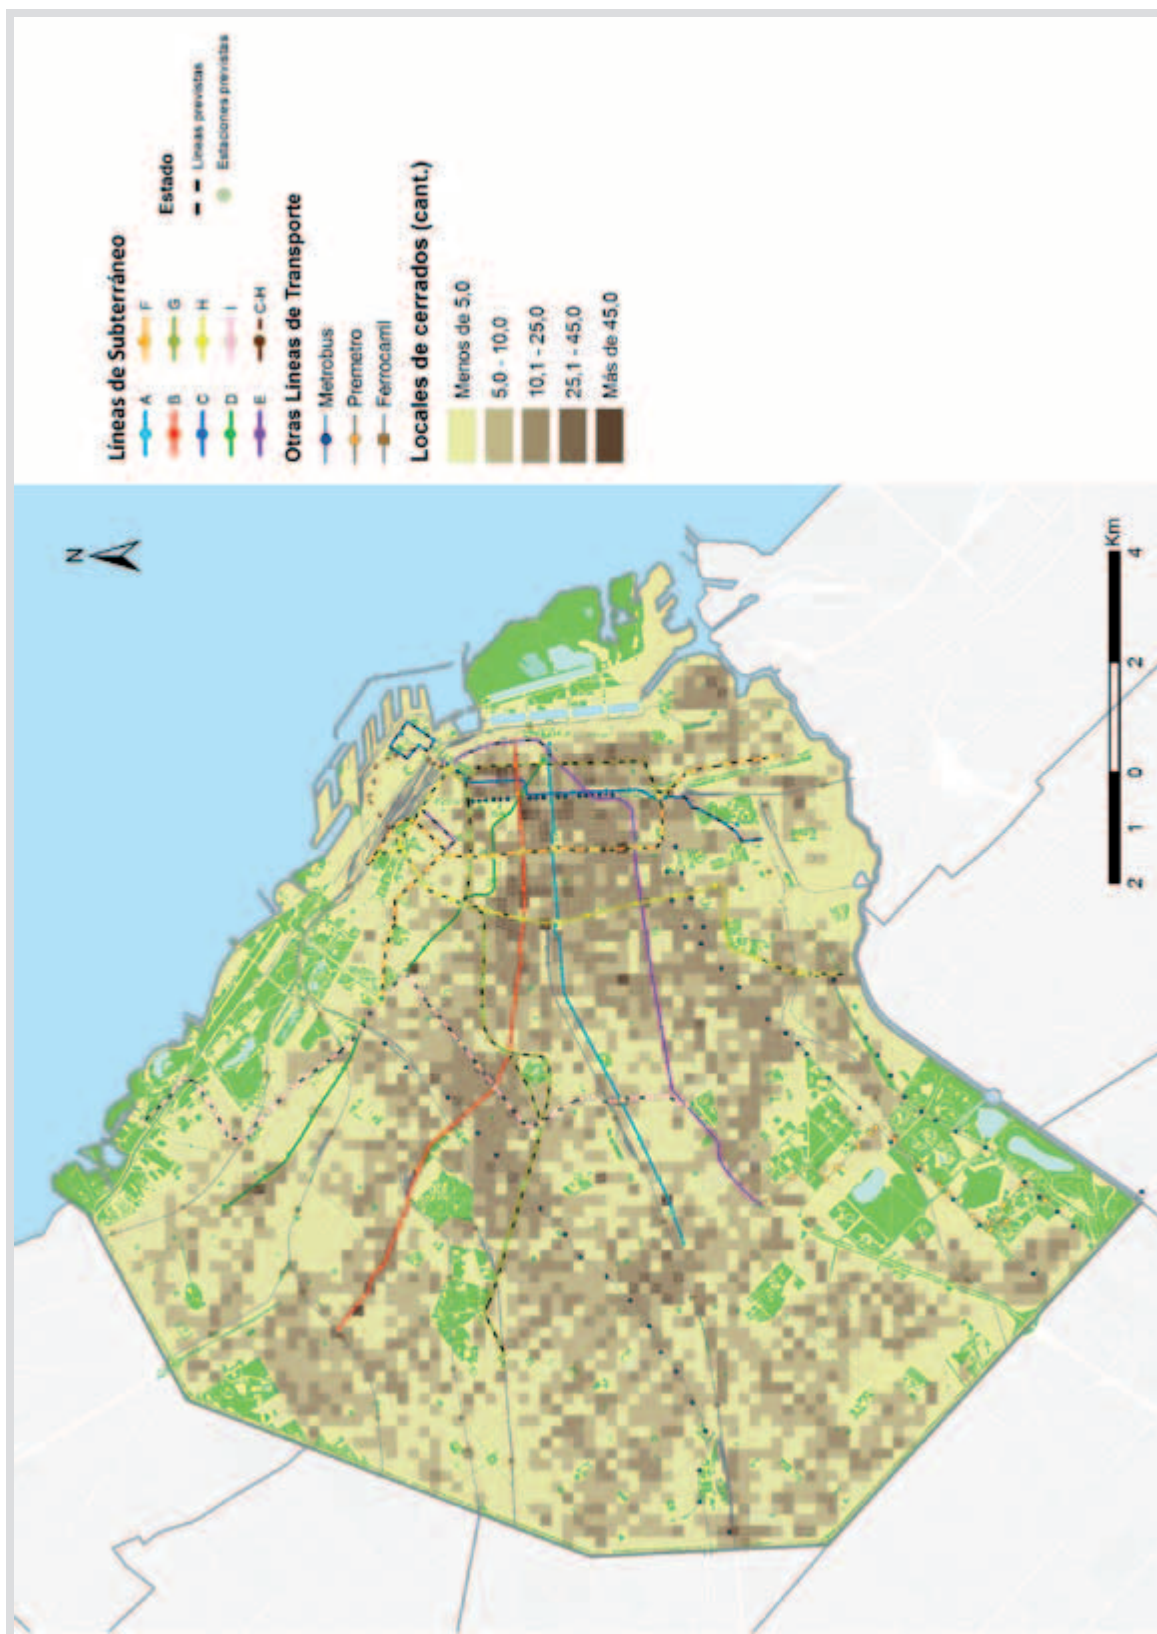 Líneas de Subterráneo
A
B
C
D
E
F
G
H
I
C-H
Estado
Líneas previstas
Estaciones previstas
Otras Líneas de Transporte
Metrobus
Premetro
Ferrocarril
Locales de cerrados (cant.)
Menos de 5,0
5,0 - 10,0
10,1 - 25,0
25,1 - 45,0
Más de 45,0
N
Km
2 1 0 2 4